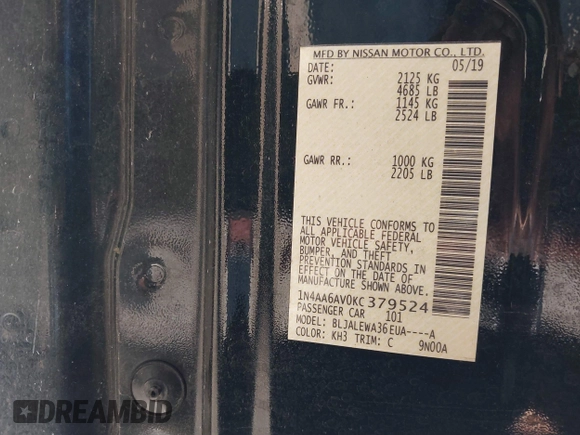 MFD BY NISSAN MOTOR CO., LTD.
DATE: 05/19
GVWR: 2125 KG
4685 LB
GAWR FR.: 1145 KG
2524 LB
GAWR RR.: 1000 KG
2205 LB
THIS VEHICLE CONFORMS TO
ALL APPLICABLE FEDERAL
MOTOR VEHICLE SAFETY,
BUMPER, AND THEFT
PREVENTION STANDARDS IN
EFFECT ON THE DATE OF
MANUFACTURE SHOWN ABOVE.
1N4AA6AV0KC379524
PASSENGER CAR 101
MODEL: BLJALEWA36EUA----A
COLOR: KH3 TRIM: C 9N00A
DREAMBID